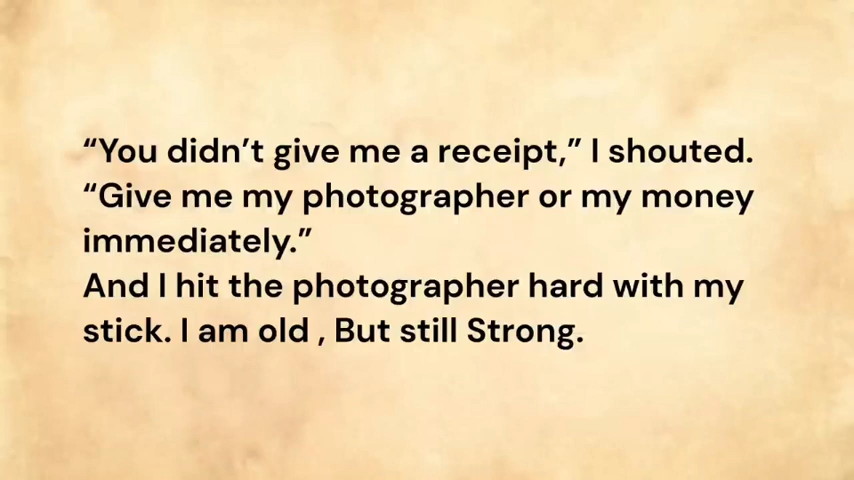 “You didn’t give me a receipt,” I shouted.
“Give me my photographer or my money
immediately.”
And I hit the photographer hard with my
stick. I am old , But still Strong.